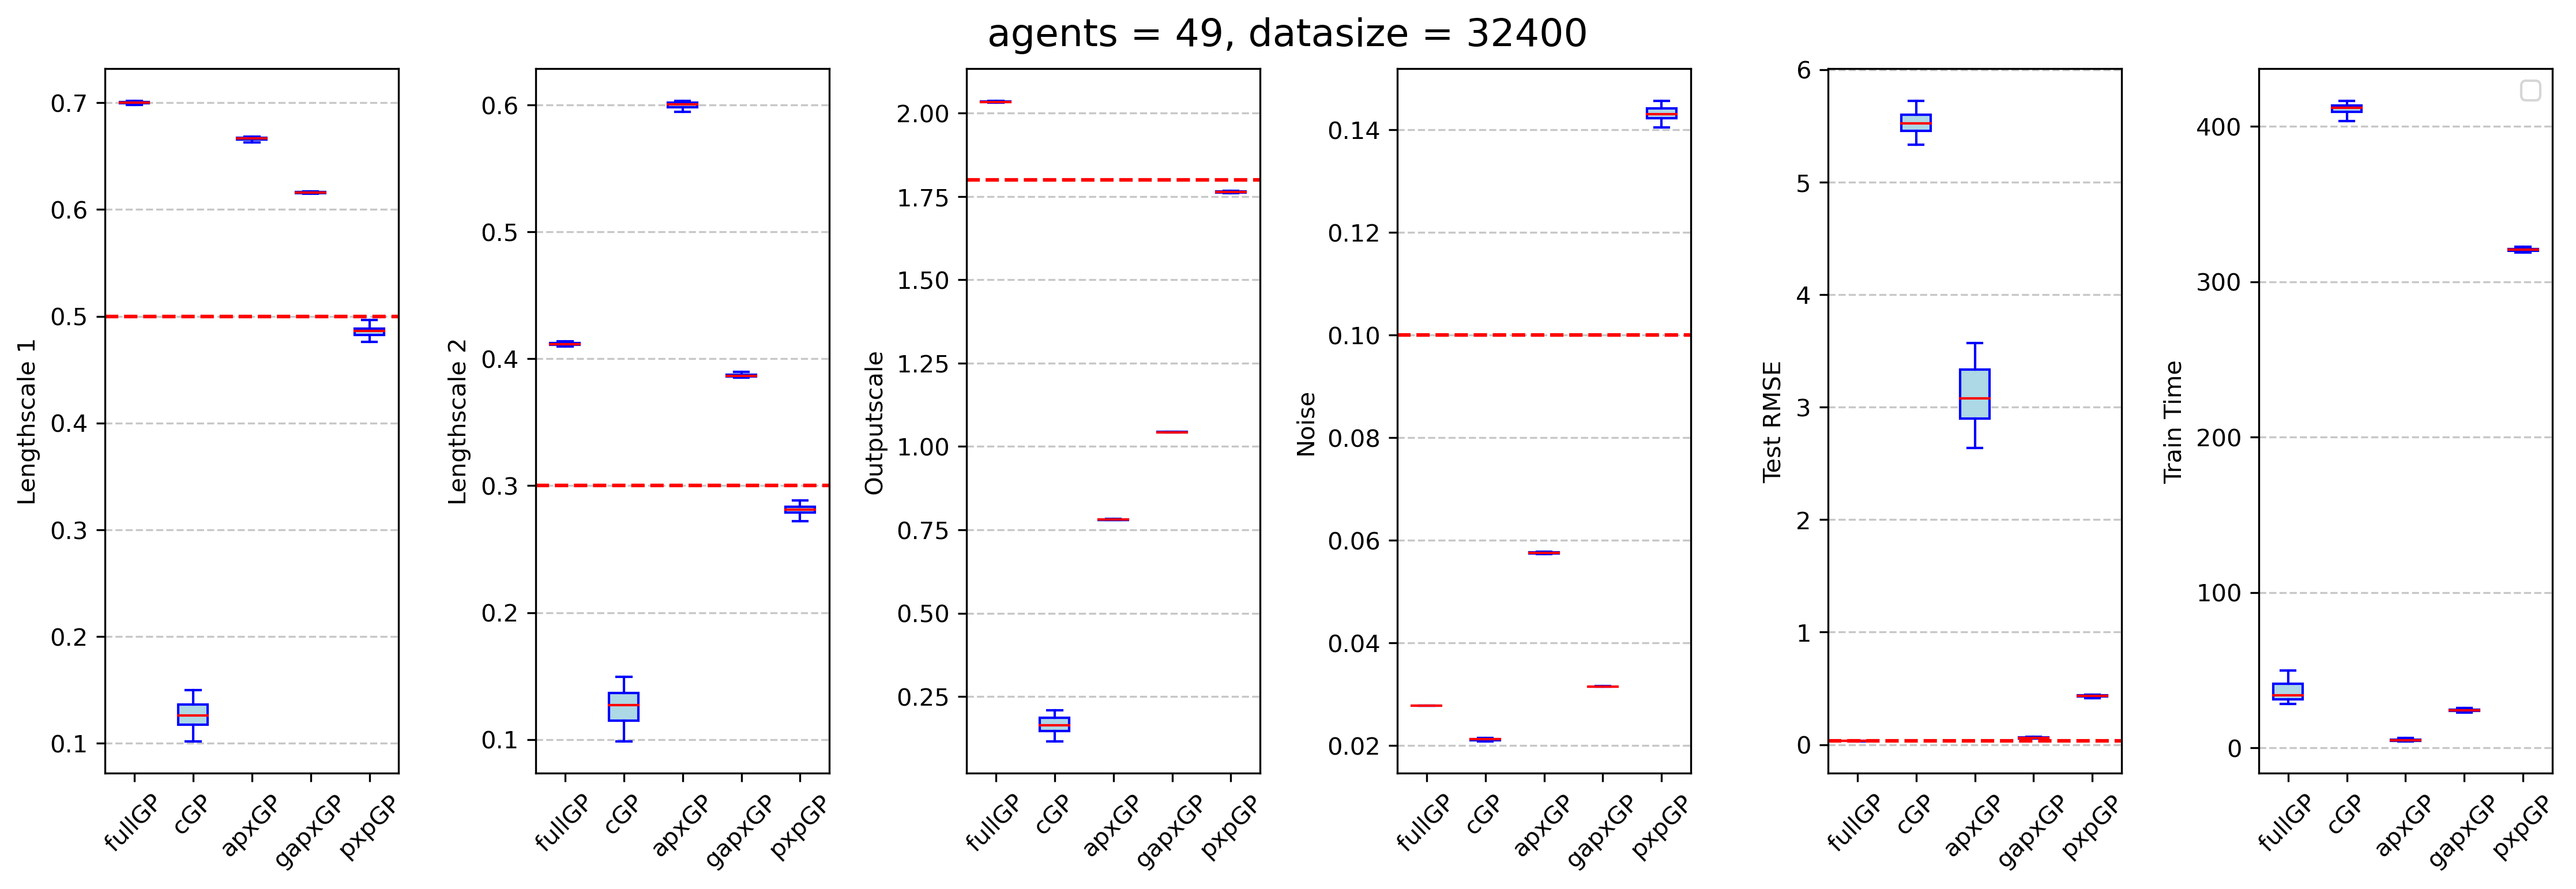 agents = 49, datasize = 32400
Lengthscale 1
0.7
0.6
0.5
0.4
0.3
0.2
0.1
fullGP
cGP
apxGP
gapxGP
pxpGP
Lengthscale 2
0.6
0.5
0.4
0.3
0.2
0.1
fullGP
cGP
apxGP
gapxGP
pxpGP
Outputscale
2.00
1.75
1.50
1.25
1.00
0.75
0.50
0.25
fullGP
cGP
apxGP
gapxGP
pxpGP
Noise
0.14
0.12
0.10
0.08
0.06
0.04
0.02
fullGP
cGP
apxGP
gapxGP
pxpGP
Test RMSE
6
5
4
3
2
1
0
fullGP
cGP
apxGP
gapxGP
pxpGP
Train Time
400
300
200
100
0
fullGP
cGP
apxGP
gapxGP
pxpGP